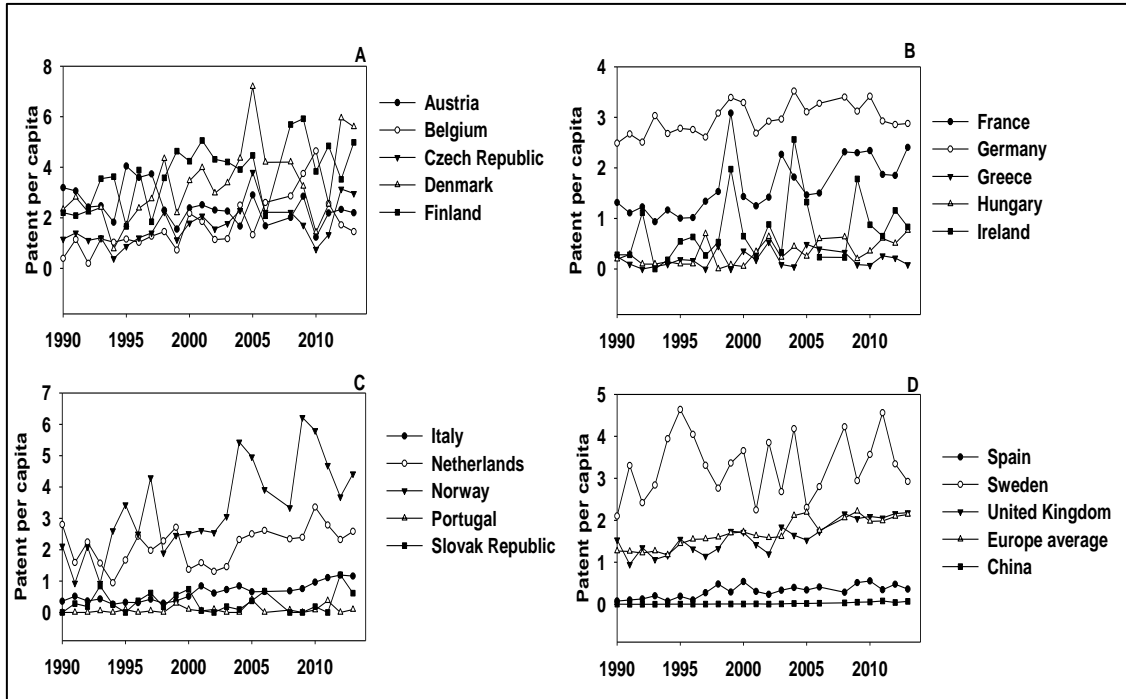 A
Patent per capita
8
6
4
2
0
1990 1995 2000 2005 2010
Austria
Belgium
Czech Republic
Denmark
Finland
B
Patent per capita
4
3
2
1
0
1990 1995 2000 2005 2010
France
Germany
Greece
Hungary
Ireland
C
Patent per capita
7
6
5
4
3
2
1
0
1990 1995 2000 2005 2010
Italy
Netherlands
Norway
Portugal
Slovak Republic
D
Patent per capita
5
4
3
2
1
0
1990 1995 2000 2005 2010
Spain
Sweden
United Kingdom
Europe average
China